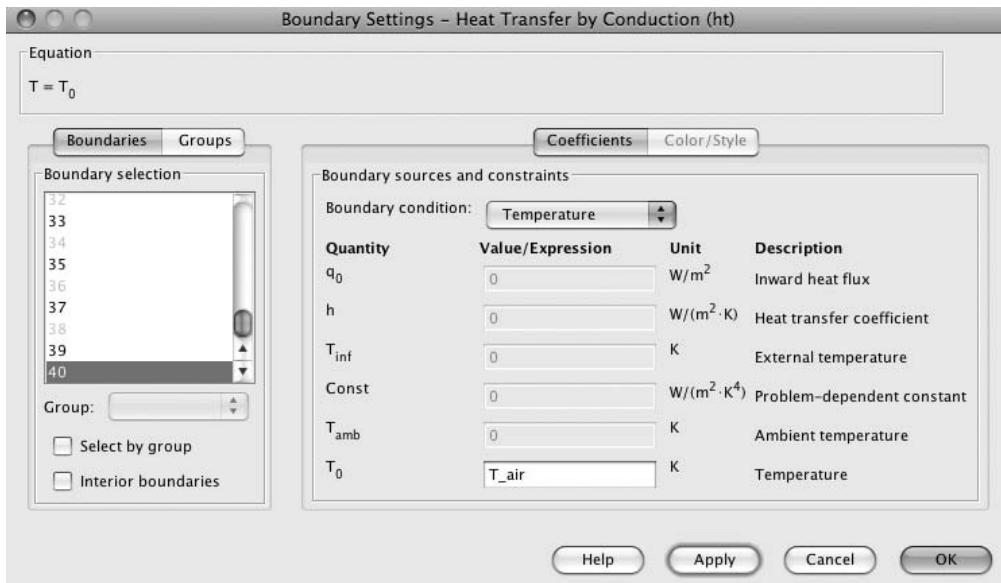 Boundary Settings – Heat Transfer by Conduction (ht)
Equation
T = T₀
Boundaries Groups
Boundary selection
32
33
34
35
36
37
38
39
40
Group:
Select by group
Interior boundaries
Coefficients Color/Style
Boundary sources and constraints
Boundary condition: Temperature
Quantity Value/Expression Unit Description
q₀ 0 W/m² Inward heat flux
h 0 W/(m²·K) Heat transfer coefficient
T_inf 0 K External temperature
Const 0 W/(m²·K⁴) Problem-dependent constant
T_amb 0 K Ambient temperature
T₀ T_air K Temperature
Help Apply Cancel OK